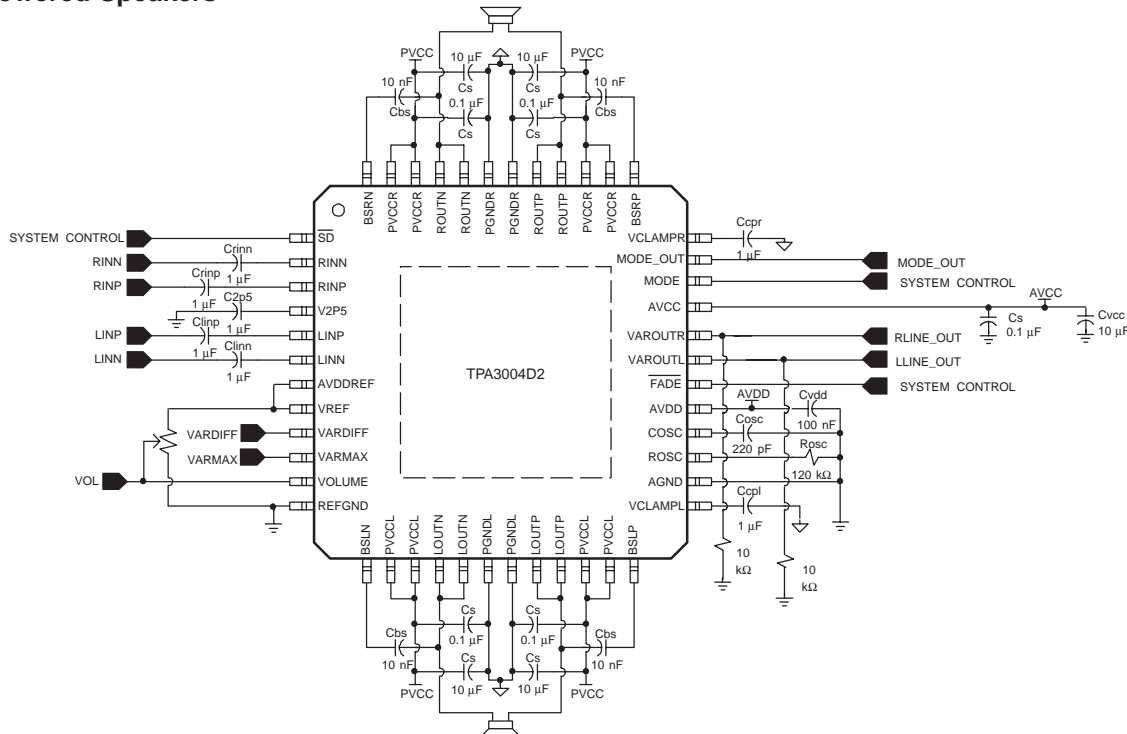 PVCC 10 µF 10 µF PVCC
10 nF Cs Cs 10 nF
Cbs 0.1 µF 0.1 µF Cbs
Cs Cs
BSRN PVCCR PVCCR ROUTN ROUTN PGNDR PGNDR ROUTP ROUTP PVCCR PVCCR BSRP
SYSTEM CONTROL SD VCLAMPR Ccpr
1 µF
RINN Crinn RINN MODE_OUT MODE_OUT
1 µF
RINP Crinp RINP MODE SYSTEM CONTROL
1 µF C2p5 V2P5 AVCC AVCC
1 µF Cs Cvcc
0.1 µF 10 µF
LINP Clinp LINP VAROUTR RLINE_OUT
1 µF
LINN Clinn LINN VAROUTL LLINE_OUT
1 µF
TPA3004D2
AVDDREF FADE SYSTEM CONTROL
VREF AVDD AVDD Cvdd
100 nF
VARDIFF VARDIFF COSC Cosc
220 pF
VARMAX VARMAX ROSC Rosc
120 kΩ
VOL VOLUME AGND
REFGND VCLAMPL Ccpl
1 µF
BSLN PVCCL PVCCL LOUTN LOUTN PGNDL PGNDL LOUTP LOUTP PVCCL PVCCL BSLP
10 10
kΩ kΩ
Cs Cs
Cbs 0.1 µF 0.1 µF Cbs
10 nF Cs Cs 10 nF
PVCC 10 µF 10 µF PVCC